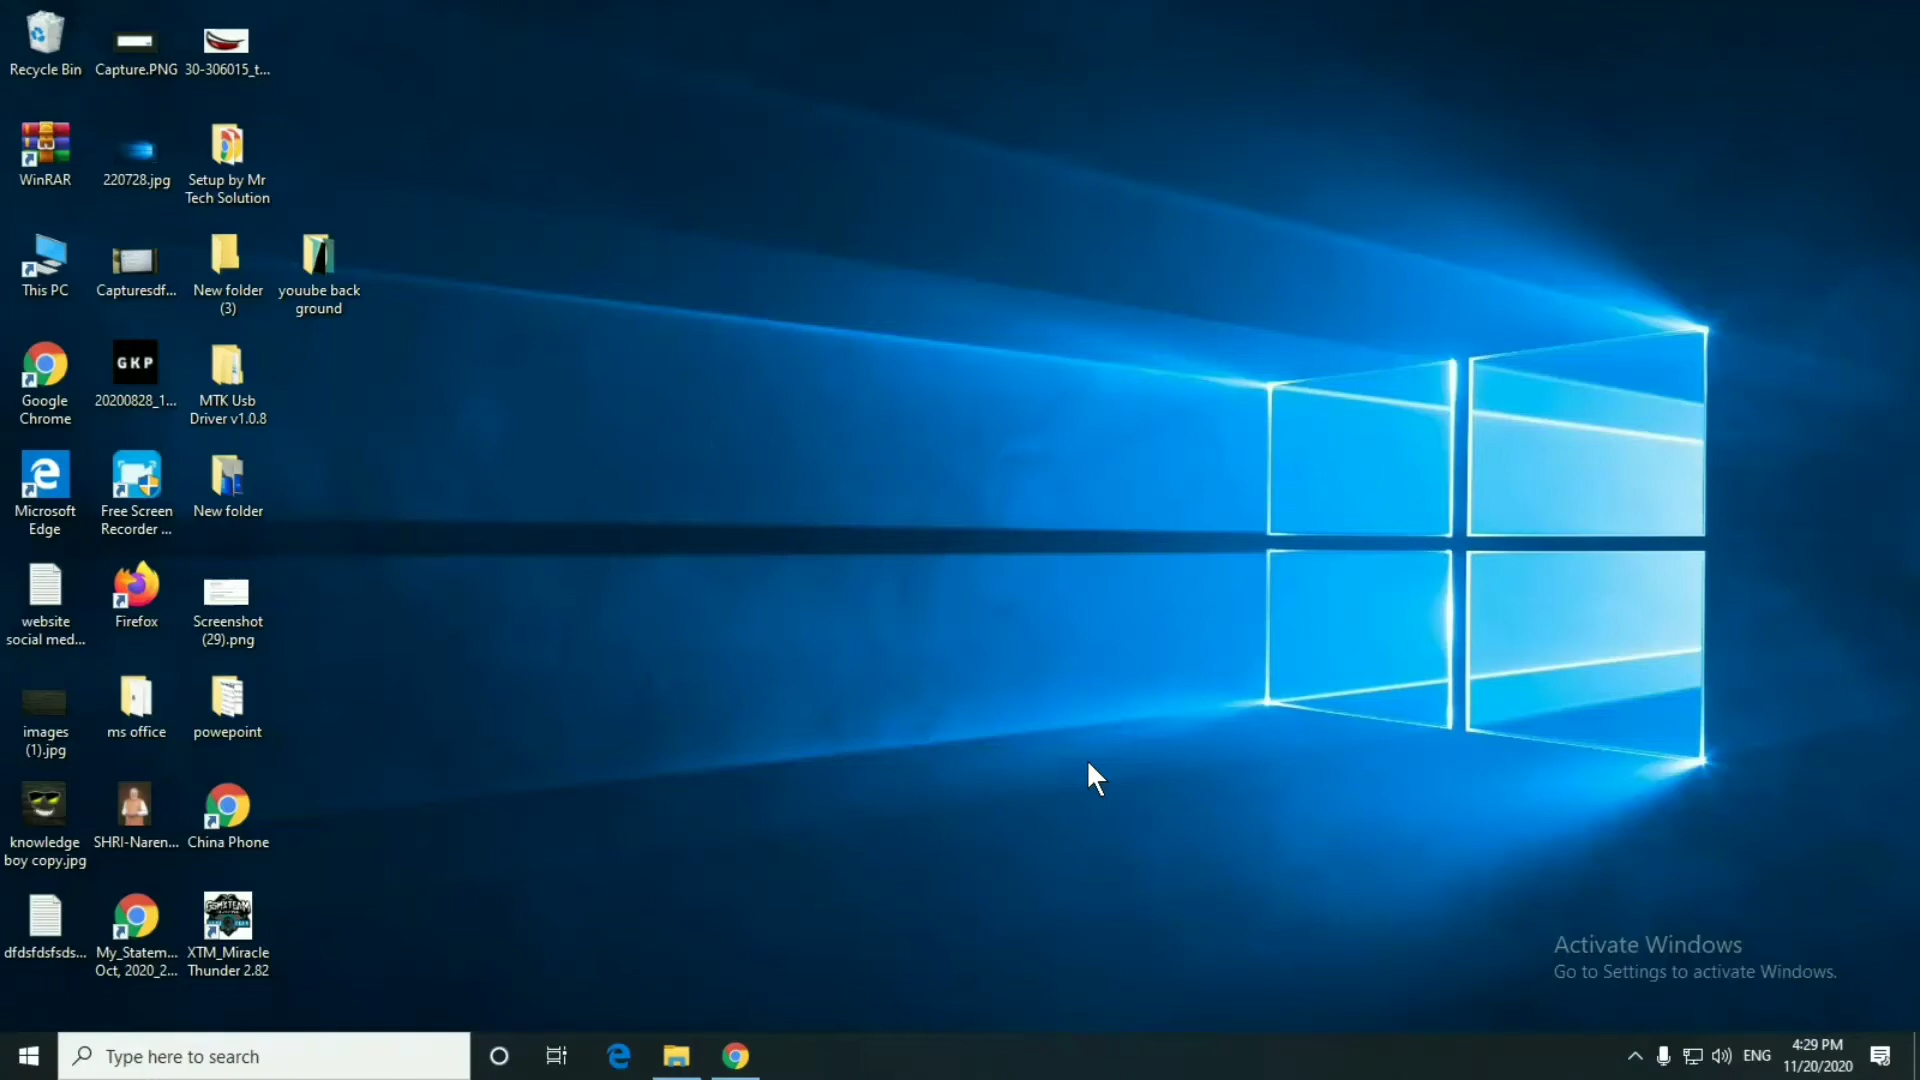 Recycle Bin
Capture.PNG
30-306015_t...
WinRAR
220728.jpg
Setup by Mr
Tech Solution
This PC
Capturesdf...
New folder
(3)
youube back
ground
Google
Chrome
GKP
20200828_1...
MTK Usb
Driver v1.0.8
Microsoft
Edge
Free Screen
Recorder ...
New folder
website
social med...
Firefox
Screenshot
(29).png
images
(1).jpg
ms office
powepoint
knowledge
boy copy.jpg
SHRI-Naren...
China Phone
dfdsfdsfsds...
My_Statem...
Oct, 2020_2...
XTM_Miracle
Thunder 2.82
Activate Windows
Go to Settings to activate Windows.
Type here to search
ENG
4:29 PM
11/20/2020